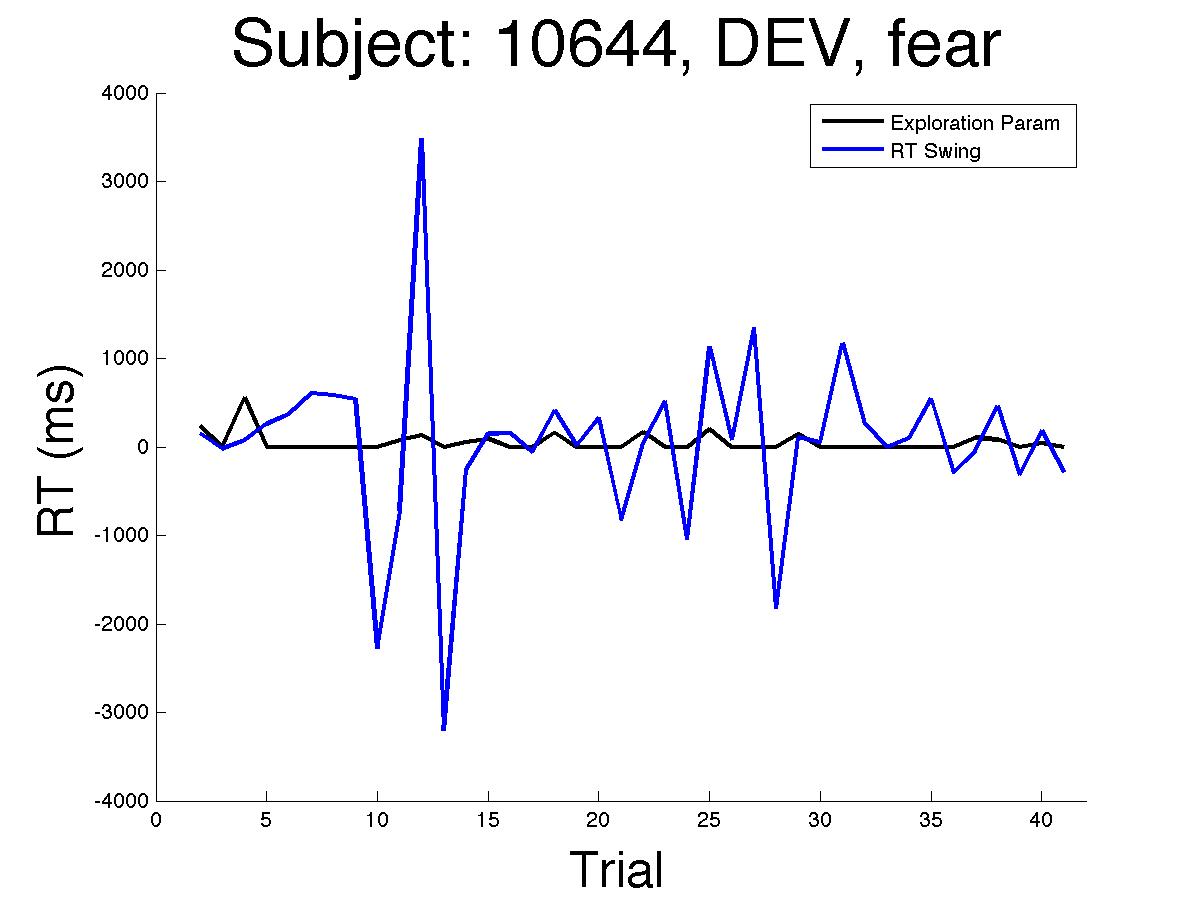 Subject: 10644, DEV, fear
Exploration Param
RT Swing
RT (ms)
4000
3000
2000
1000
0
-1000
-2000
-3000
-4000
0 5 10 15 20 25 30 35 40
Trial